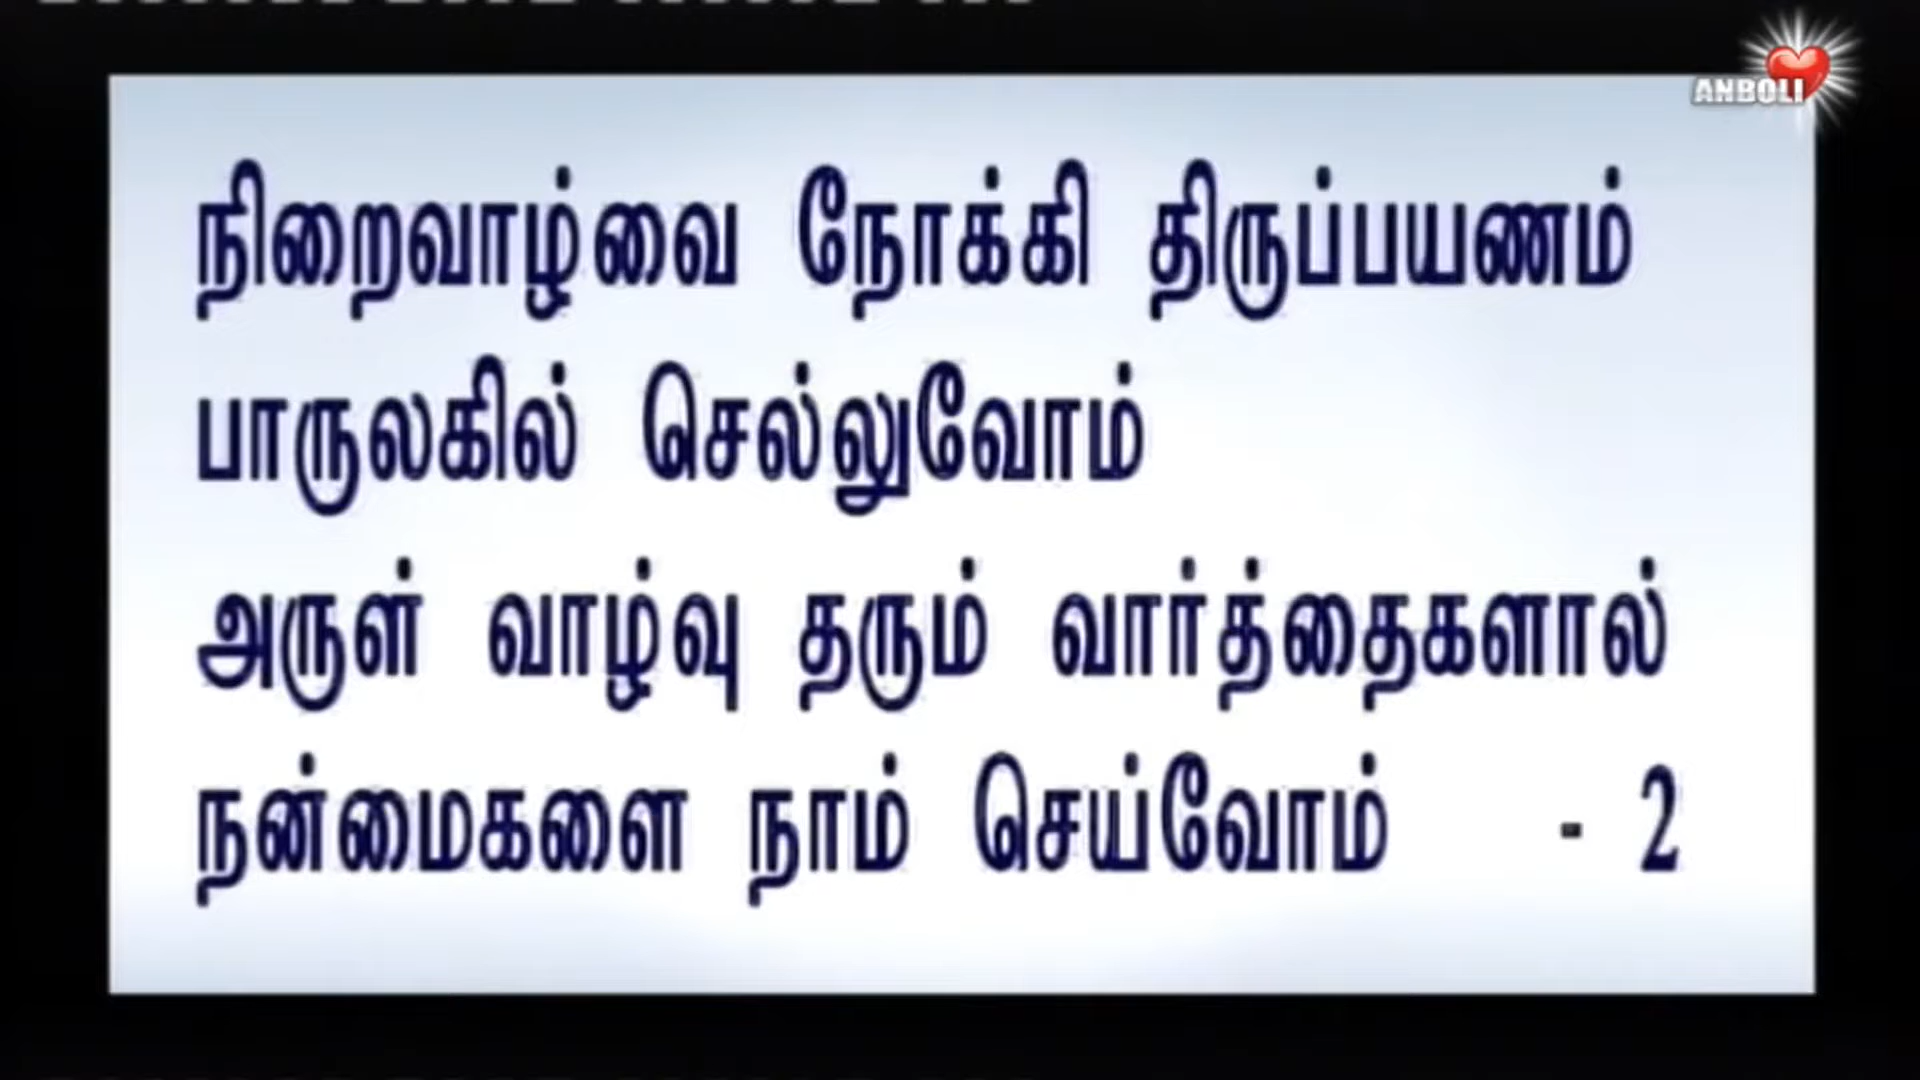 ANBOLI
நிறைவாழ்வை நோக்கி திருப்பயணம்
பாருலகில் செல்லுவோம்
அருள் வாழ்வு தரும் வார்த்தைகளால்
நன்மைகளை நாம் செய்வோம் - 2